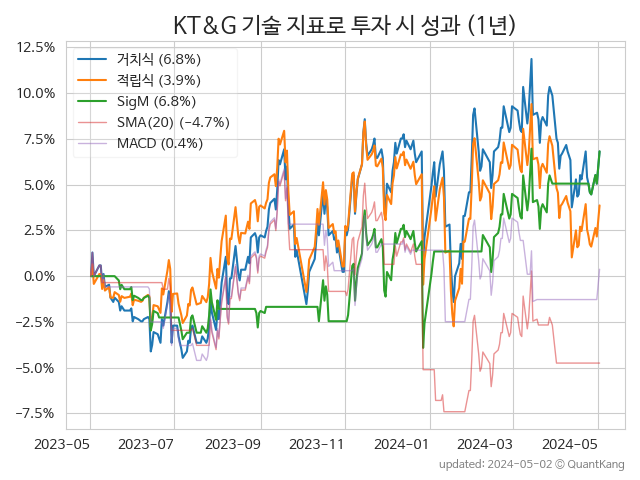 KT&G 기술 지표로 투자 시 성과 (1년)
12.5%
10.0%
7.5%
5.0%
2.5%
0.0%
−2.5%
−5.0%
−7.5%
거치식 (6.8%)
적립식 (3.9%)
SigM (6.8%)
SMA(20) (−4.7%)
MACD (0.4%)
2023-05 2023-07 2023-09 2023-11 2024-01 2024-03 2024-05
updated: 2024-05-02 © QuantKang